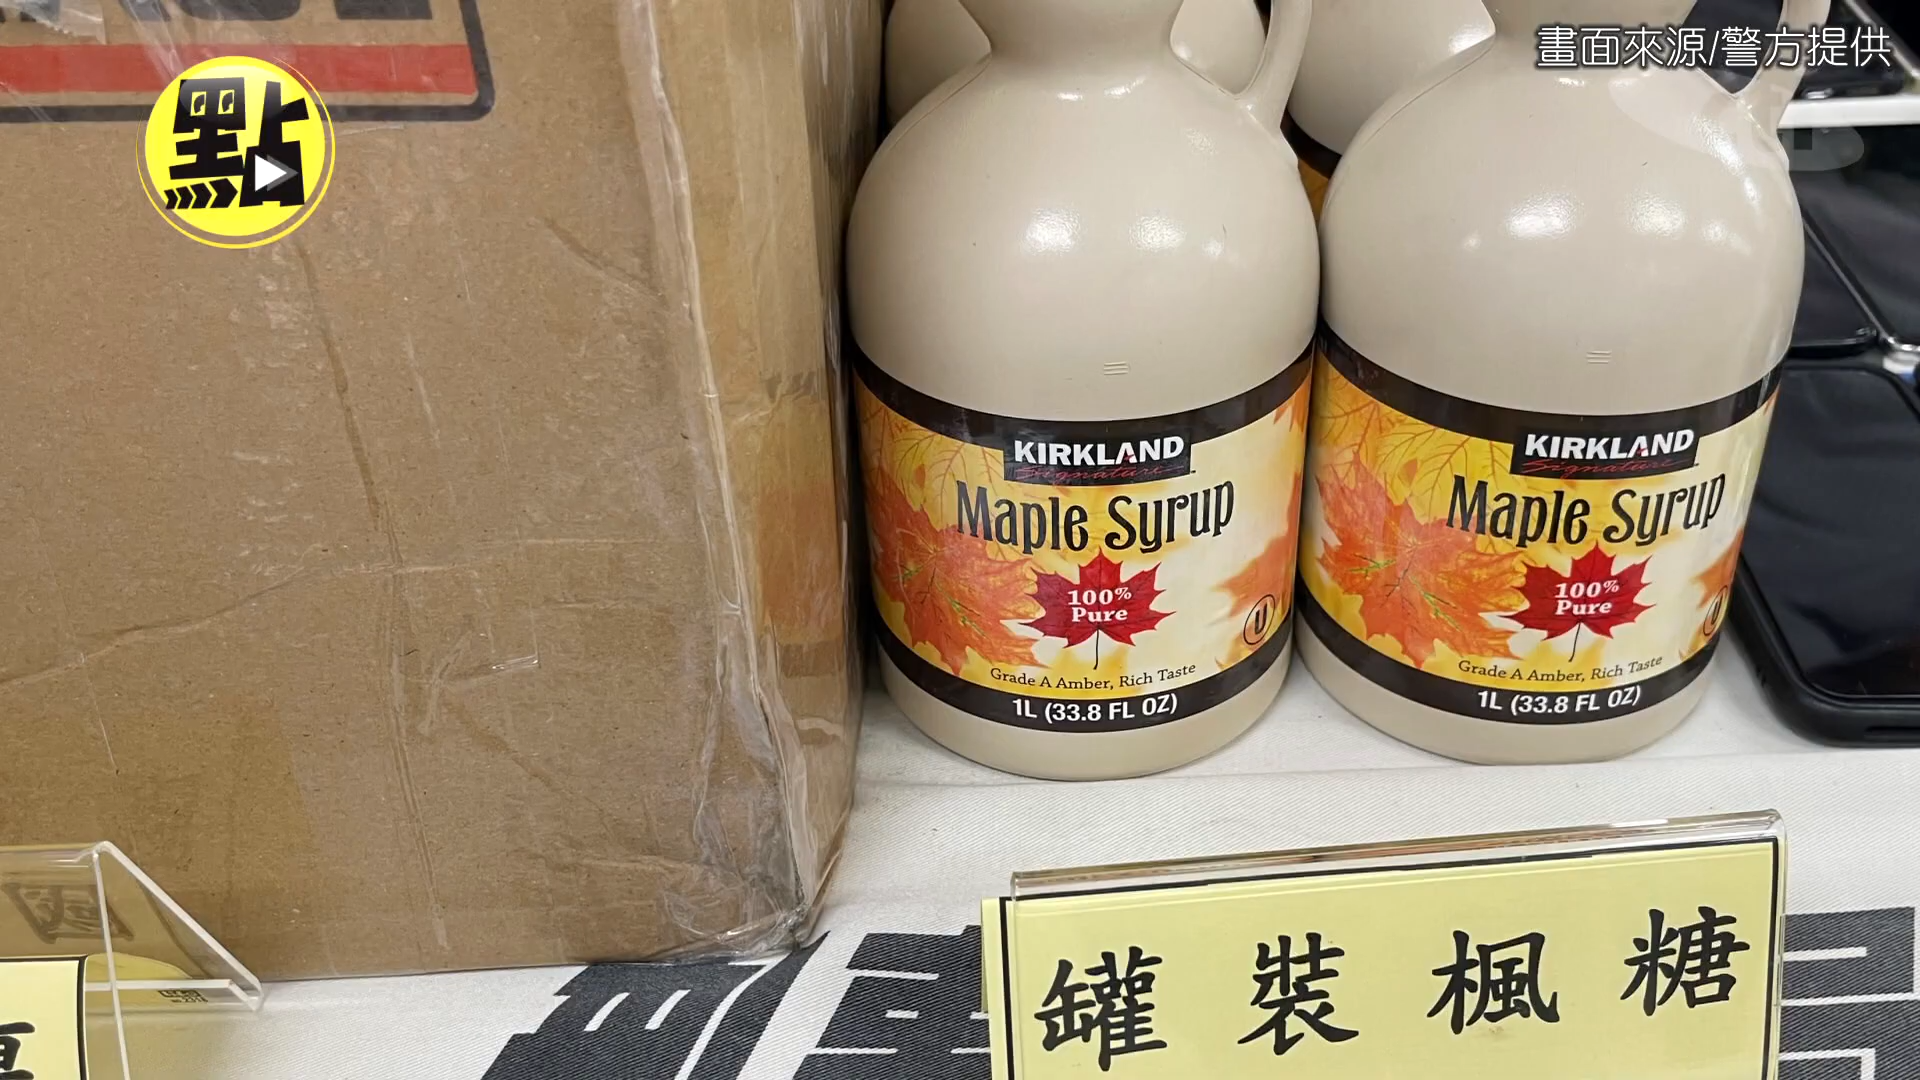 畫面來源/警方提供
點
KIRKLAND
Signature
Maple Syrup
100%
Pure
U
Grade A Amber, Rich Taste
1L (33.8 FL OZ)
KIRKLAND
Signature
Maple Syrup
100%
Pure
U
Grade A Amber, Rich Taste
1L (33.8 FL OZ)
罐裝楓糖